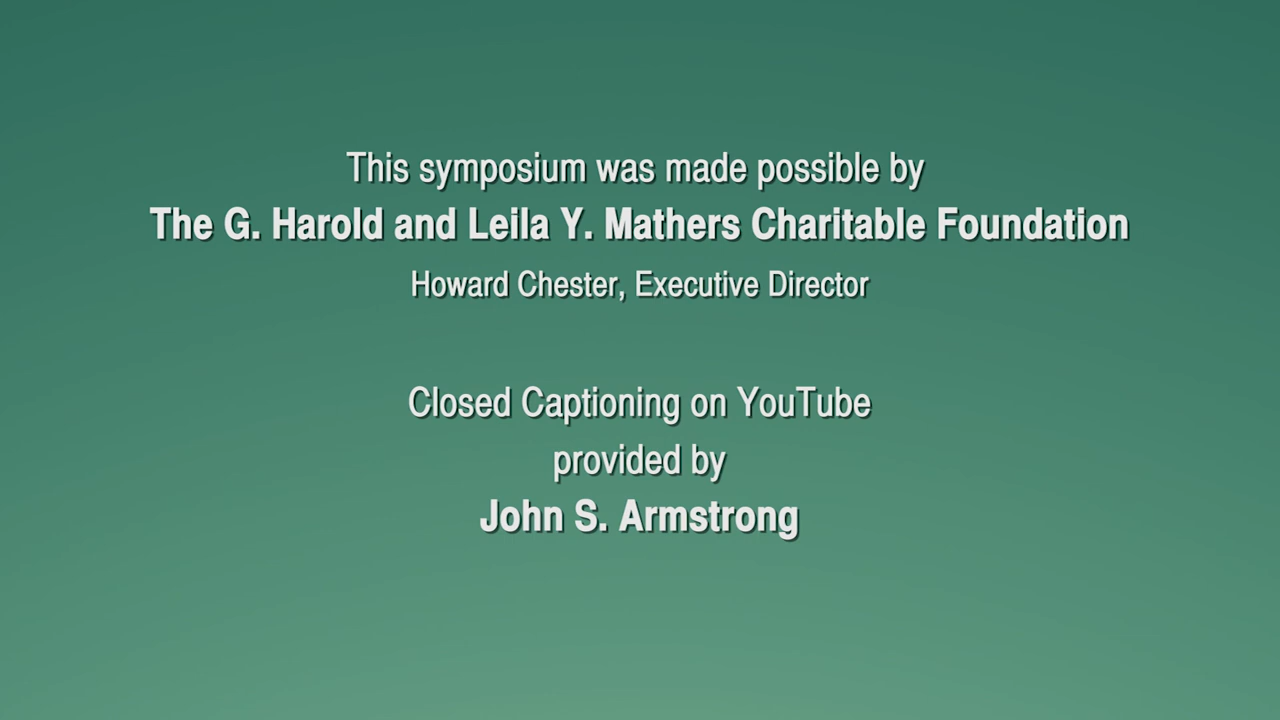 This symposium was made possible by
The G. Harold and Leila Y. Mathers Charitable Foundation
Howard Chester, Executive Director
Closed Captioning on YouTube
provided by
John S. Armstrong